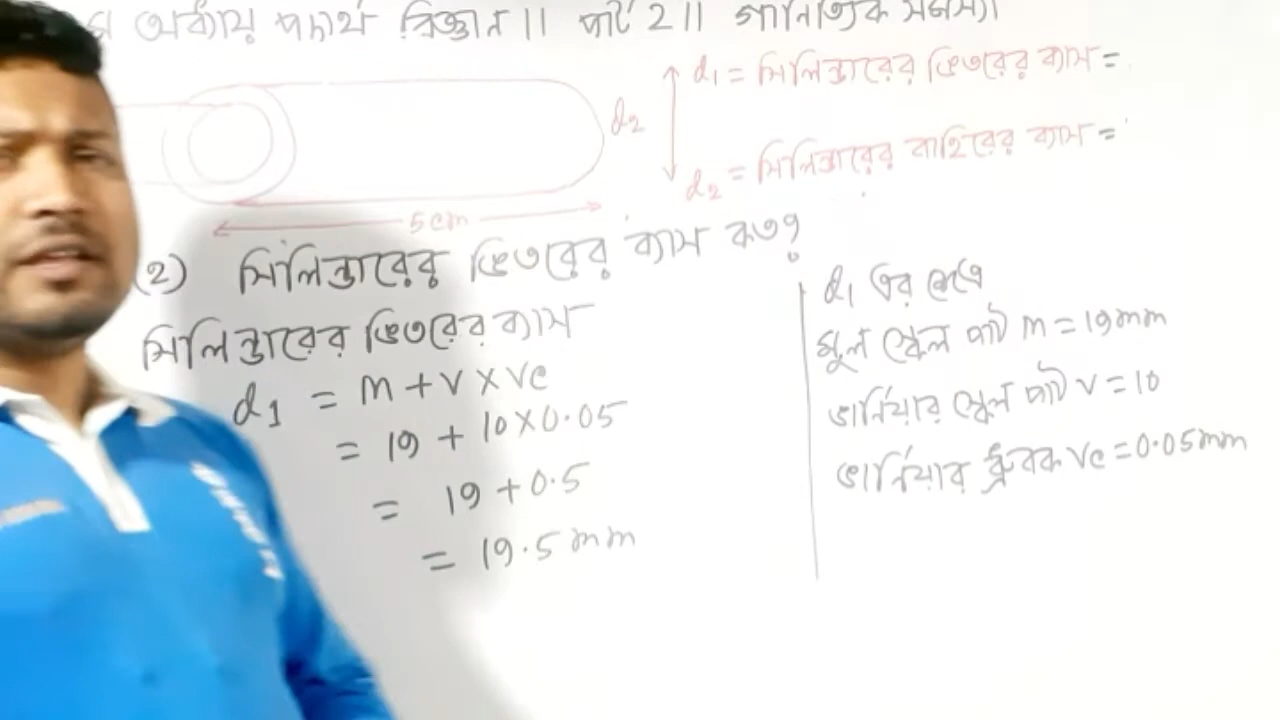 অধ্যায় পদার্থ বিজ্ঞান ।। পার্ট 2 ।। গানিতিক সমস্যা
d1 = সিলিন্ডারের ভিতরের ব্যাস =
d2
d2 = সিলিন্ডারের বাহিরের ব্যাস =
5cm
(২) সিলিন্ডারের ভিতরের ব্যাস কত?
সিলিন্ডারের ভিতরের ব্যাস
d1 = M + V × Vc
= 19 + 10×0.05
= 19 + 0.5
= 19.5 mm
d1 এর ক্ষেত্রে
মূল স্কেল পাট M = 19mm
ভার্নিয়ার স্কেল পাট V = 10
ভার্নিয়ার ধ্রুবক Vc = 0.05mm